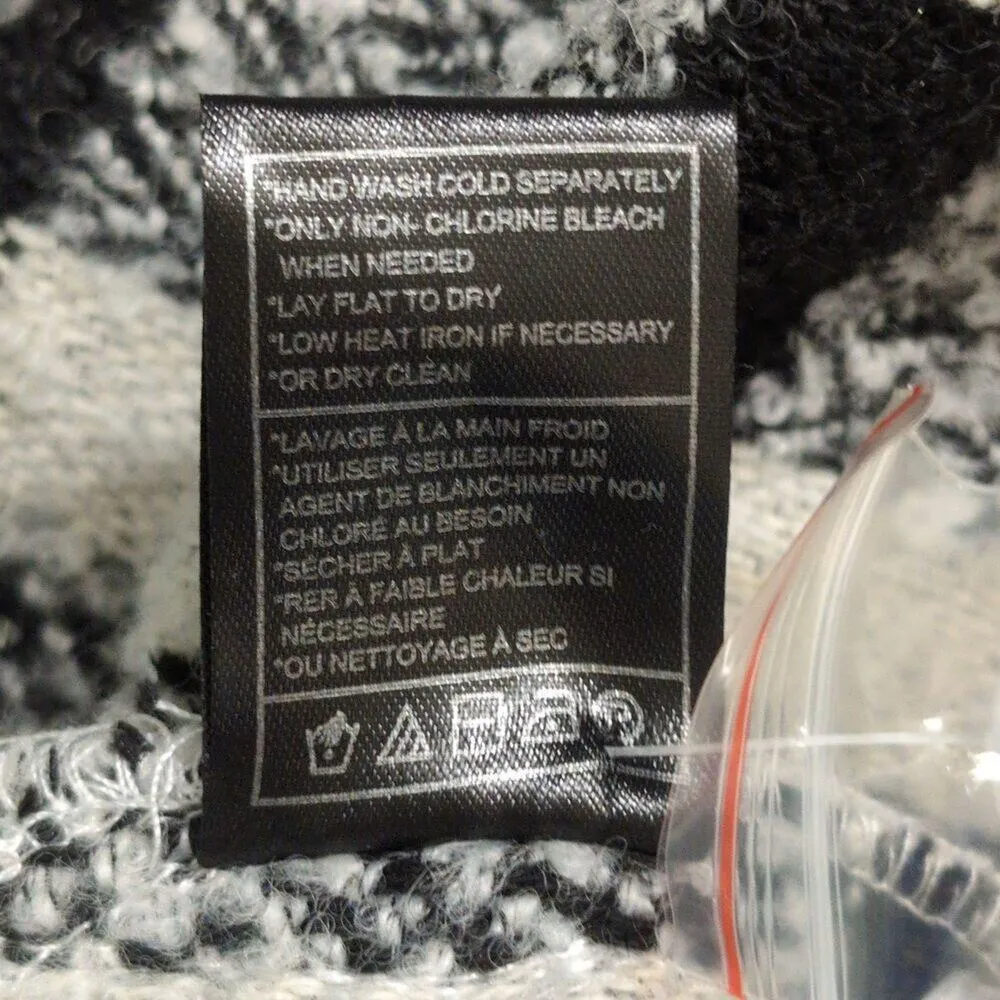 *HAND WASH COLD SEPARATELY
*ONLY NON- CHLORINE BLEACH
WHEN NEEDED
*LAY FLAT TO DRY
*LOW HEAT IRON IF NECESSARY
*OR DRY CLEAN
*LAVAGE À LA MAIN FROID
*UTILISER SEULEMENT UN
AGENT DE BLANCHIMENT NON
CHLORÉ AU BESOIN
*SÉCHER À PLAT
*RER À FAIBLE CHALEUR SI
NÉCESSAIRE
*OU NETTOYAGE À SEC